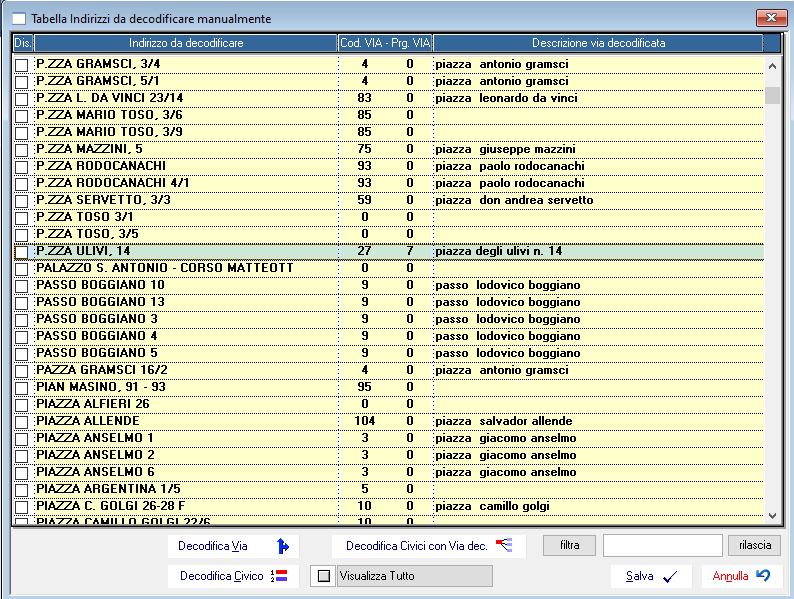 Tabella Indirizzi da decodificare manualmente
Dis. Indirizzo da decodificare Cod. VIA - Prg. VIA Descrizione via decodificata
P.ZZA GRAMSCI, 3/4 4 0 piazza antonio gramsci
P.ZZA GRAMSCI, 5/1 4 0 piazza antonio gramsci
P.ZZA L. DA VINCI 23/14 83 0 piazza leonardo da vinci
P.ZZA MARIO TOSO, 3/6 85 0
P.ZZA MARIO TOSO, 3/9 85 0
P.ZZA MAZZINI, 5 75 0 piazza giuseppe mazzini
P.ZZA RODOCANACHI 93 0 piazza paolo rodocanachi
P.ZZA RODOCANACHI 4/1 93 0 piazza paolo rodocanachi
P.ZZA SERVETTO, 3/3 59 0 piazza don andrea servetto
P.ZZA TOSO 3/1 0 0
P.ZZA TOSO, 3/5 0 0
P.ZZA ULIVI, 14 27 7 piazza degli ulivi n. 14
PALAZZO S. ANTONIO - CORSO MATTEOTT 0 0
PASSO BOGGIANO 10 9 0 passo lodovico boggiano
PASSO BOGGIANO 13 9 0 passo lodovico boggiano
PASSO BOGGIANO 3 9 0 passo lodovico boggiano
PASSO BOGGIANO 4 9 0 passo lodovico boggiano
PASSO BOGGIANO 5 9 0 passo lodovico boggiano
PAZZA GRAMSCI 16/2 4 0 piazza antonio gramsci
PIAN MASINO, 91 - 93 95 0
PIAZZA ALFIERI 26 0 0
PIAZZA ALLENDE 104 0 piazza salvador allende
PIAZZA ANSELMO 1 3 0 piazza giacomo anselmo
PIAZZA ANSELMO 2 3 0 piazza giacomo anselmo
PIAZZA ANSELMO 6 3 0 piazza giacomo anselmo
PIAZZA ARGENTINA 1/5 5 0
PIAZZA C. GOLGI 26-28 F 10 0 piazza camillo golgi
PIAZZA CAMILLO GOLGI 22/6 10 0
Decodifica Via Decodifica Civici con Via dec. filtra rilascia
Decodifica Civico 1 2 Visualizza Tutto Salva Annulla